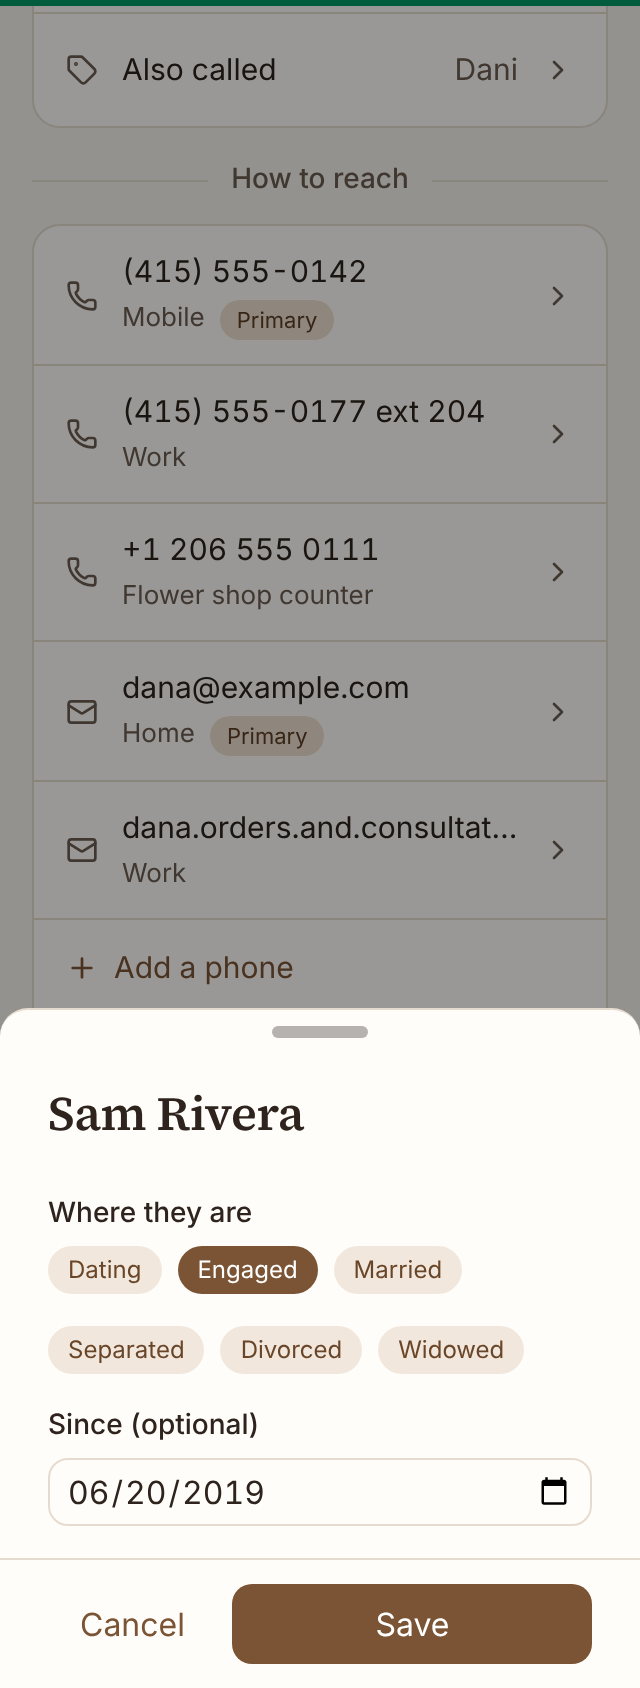 Also called Dani
How to reach
(415) 555-0142
Mobile Primary
(415) 555-0177 ext 204
Work
+1 206 555 0111
Flower shop counter
dana@example.com
Home Primary
dana.orders.and.consultat...
Work
Add a phone
Sam Rivera
Where they are
Dating Engaged Married
Separated Divorced Widowed
Since (optional)
06/20/2019
Cancel Save